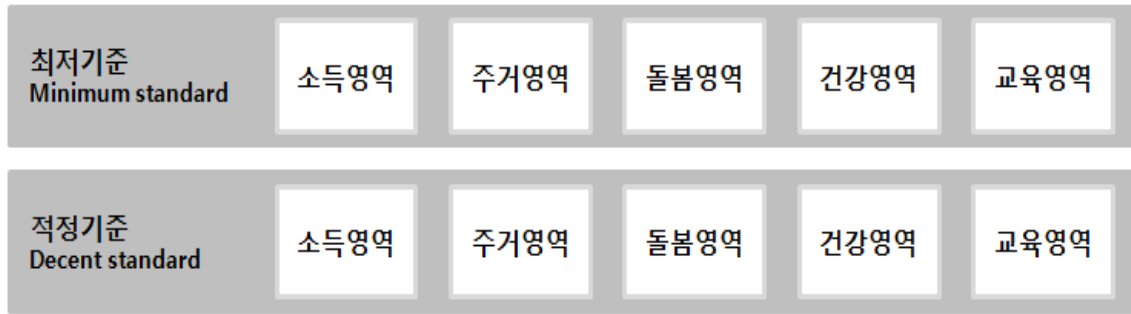 최저기준
Minimum standard
소득영역 주거영역 돌봄영역 건강영역 교육영역
적정기준
Decent standard
소득영역 주거영역 돌봄영역 건강영역 교육영역